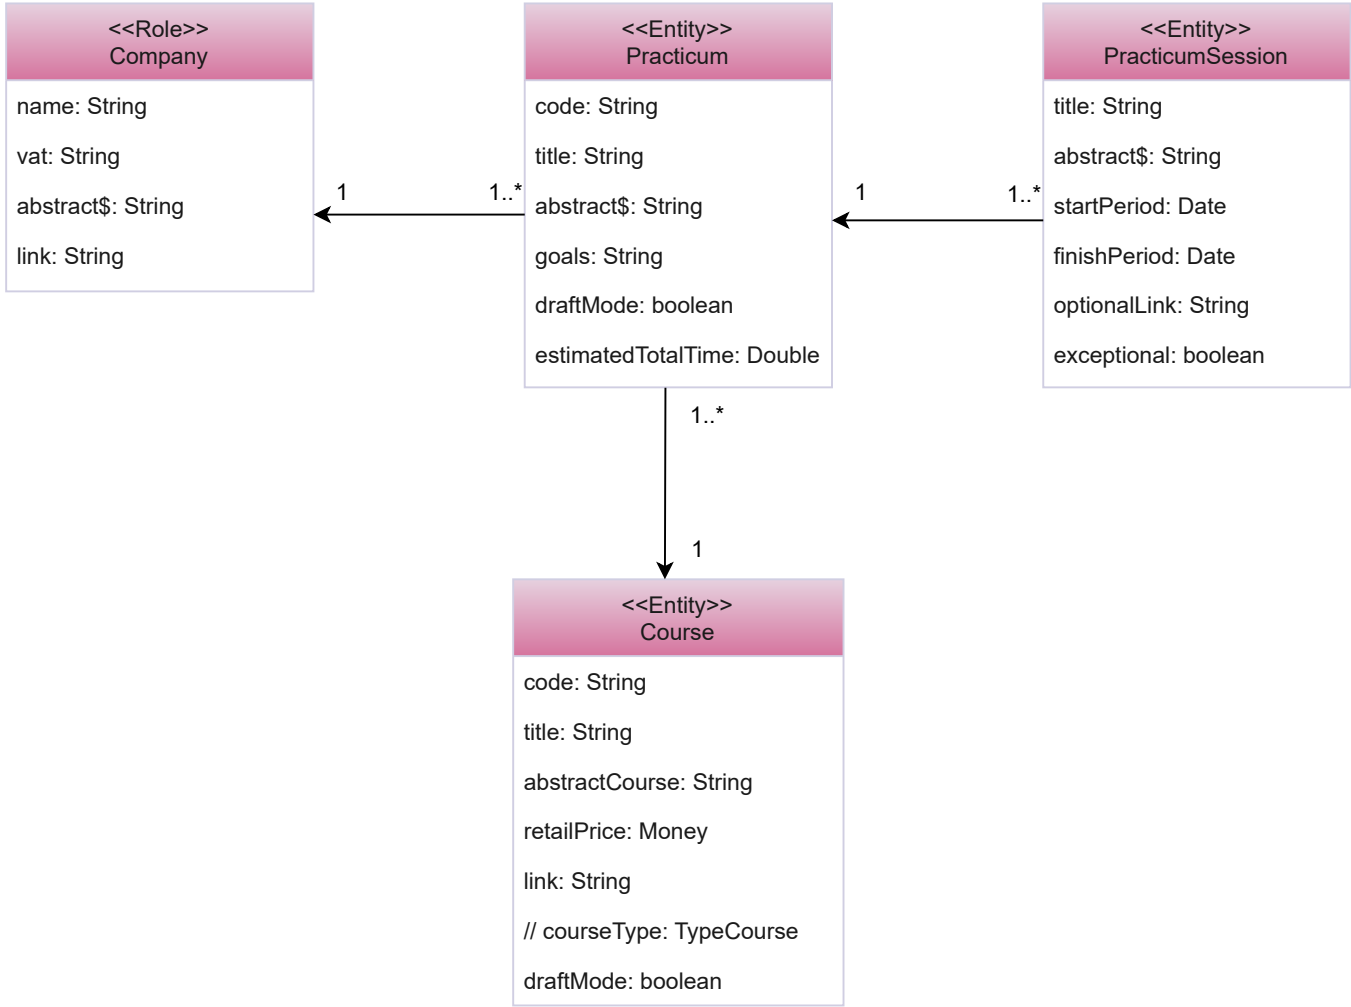 <<Role>>
Company
name: String
vat: String
abstract$: String
link: String
1
1..*
<<Entity>>
Practicum
code: String
title: String
abstract$: String
goals: String
draftMode: boolean
estimatedTotalTime: Double
1
1..*
<<Entity>>
PracticumSession
title: String
abstract$: String
startPeriod: Date
finishPeriod: Date
optionalLink: String
exceptional: boolean
1..*
1
<<Entity>>
Course
code: String
title: String
abstractCourse: String
retailPrice: Money
link: String
// courseType: TypeCourse
draftMode: boolean